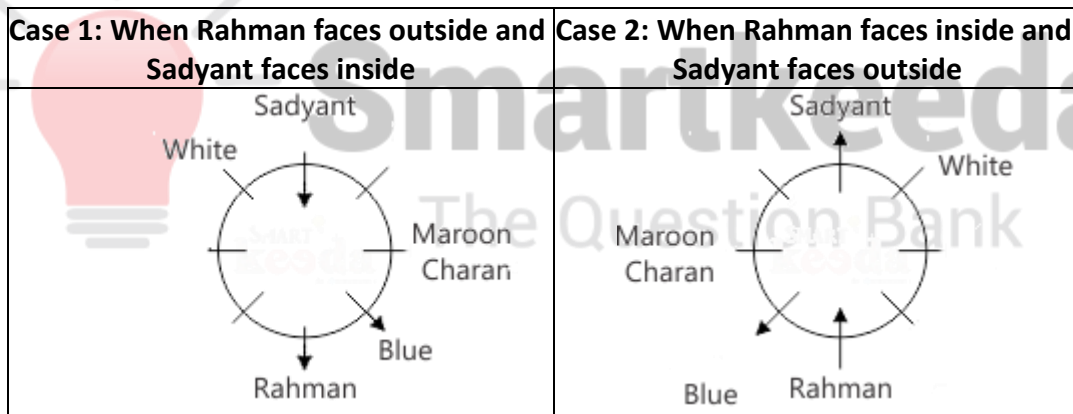 Case 1: When Rahman faces outside and
Sadyant faces inside
Case 2: When Rahman faces inside and
Sadyant faces outside
Smartkeeda
The Question Bank
Sadyant
White
Maroon
Charan
Blue
Rahman
Sadyant
White
Maroon
Charan
Blue
Rahman